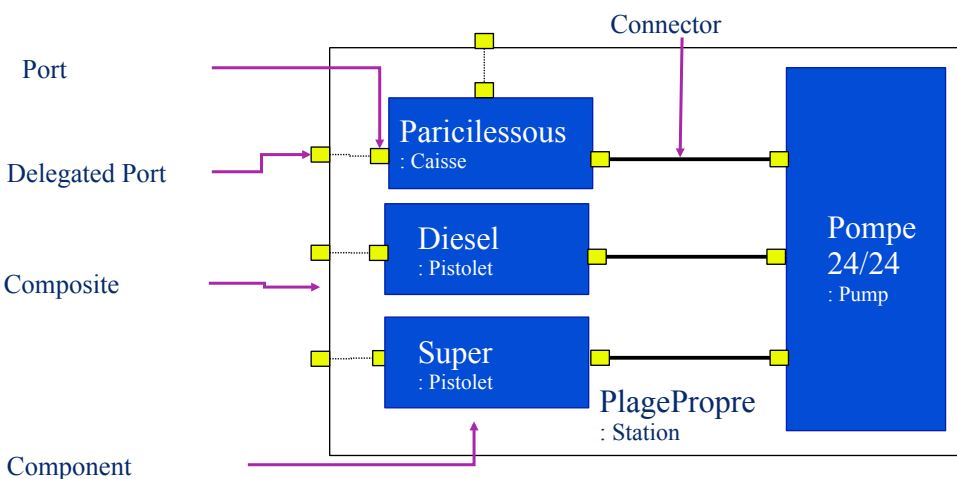 Connector
Port
Delegated Port
Composite
Component
Paricilessous
: Caisse
Diesel
: Pistolet
Super
: Pistolet
Pompe
24/24
: Pump
PlagePropre
: Station